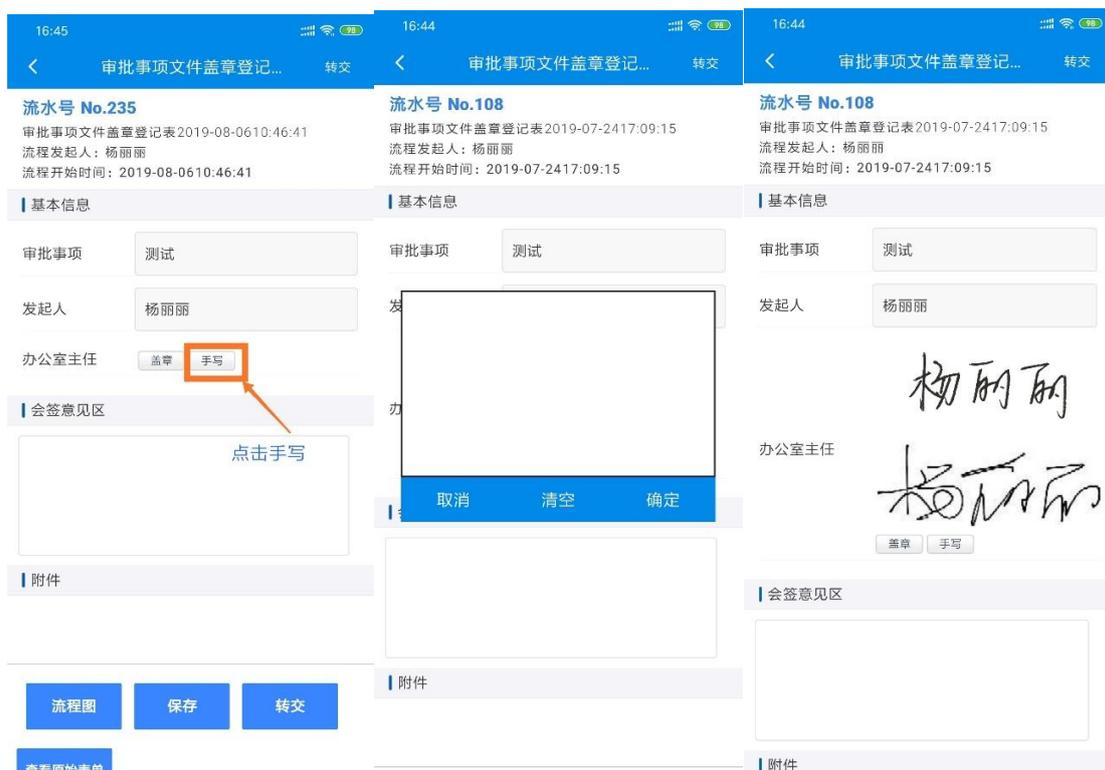 16:45
98
审批事项文件盖章登记...
转交
流水号 No.235
审批事项文件盖章登记表2019-08-0610:46:41
流程发起人：杨丽丽
流程开始时间：2019-08-0610:46:41
基本信息
审批事项
测试
发起人
杨丽丽
办公室主任
盖章
手写
会签意见区
点击手写
附件
流程图
保存
转交
查看原始表单
16:44
98
审批事项文件盖章登记...
转交
流水号 No.108
审批事项文件盖章登记表2019-07-2417:09:15
流程发起人：杨丽丽
流程开始时间：2019-07-2417:09:15
基本信息
审批事项
测试
发
办
取消
清空
确定
附件
16:44
98
审批事项文件盖章登记...
转交
流水号 No.108
审批事项文件盖章登记表2019-07-2417:09:15
流程发起人：杨丽丽
流程开始时间：2019-07-2417:09:15
基本信息
审批事项
测试
发起人
杨丽丽
杨丽丽
办公室主任
杨丽丽
盖章
手写
会签意见区
附件